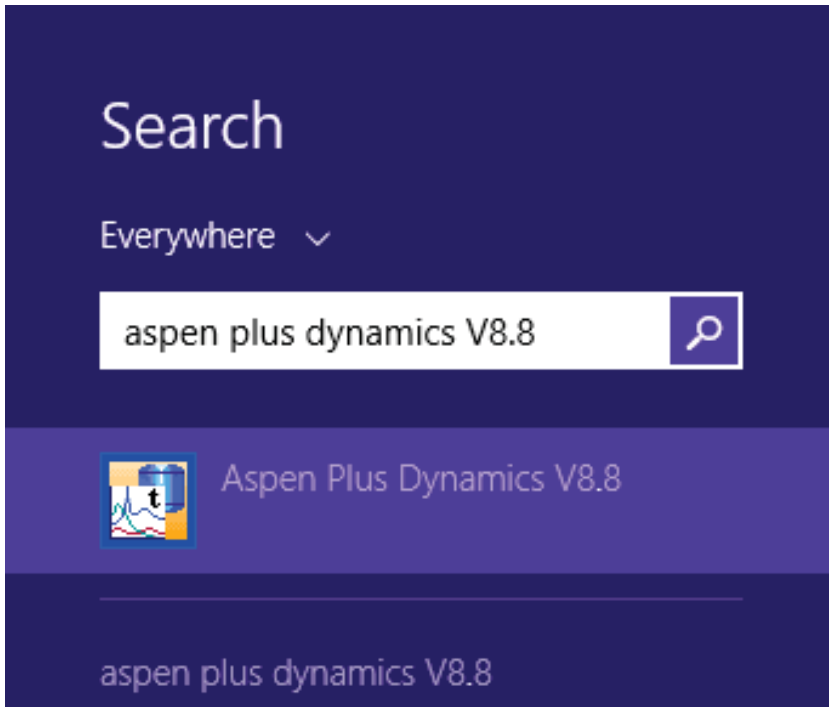 Search
Everywhere
aspen plus dynamics V8.8
t
Aspen Plus Dynamics V8.8
aspen plus dynamics V8.8